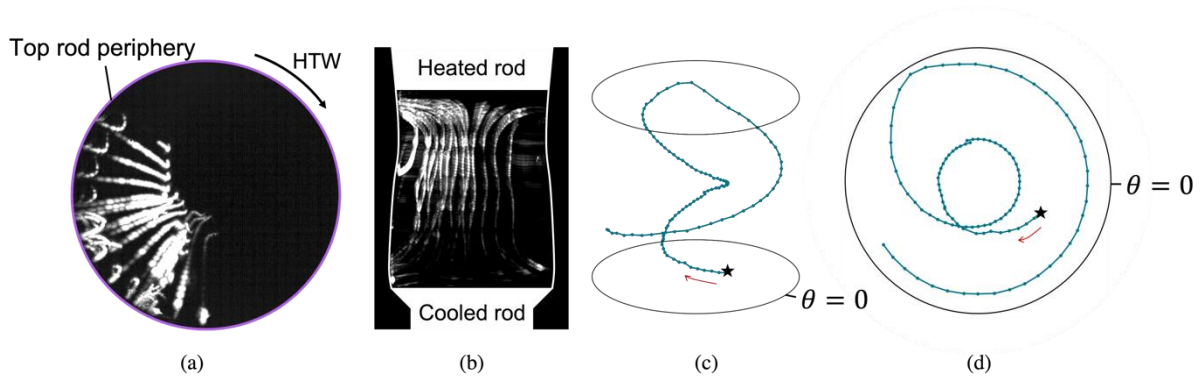 Top rod periphery
HTW
(a)
Heated rod
Cooled rod
(b)
θ = 0
(c)
θ = 0
(d)